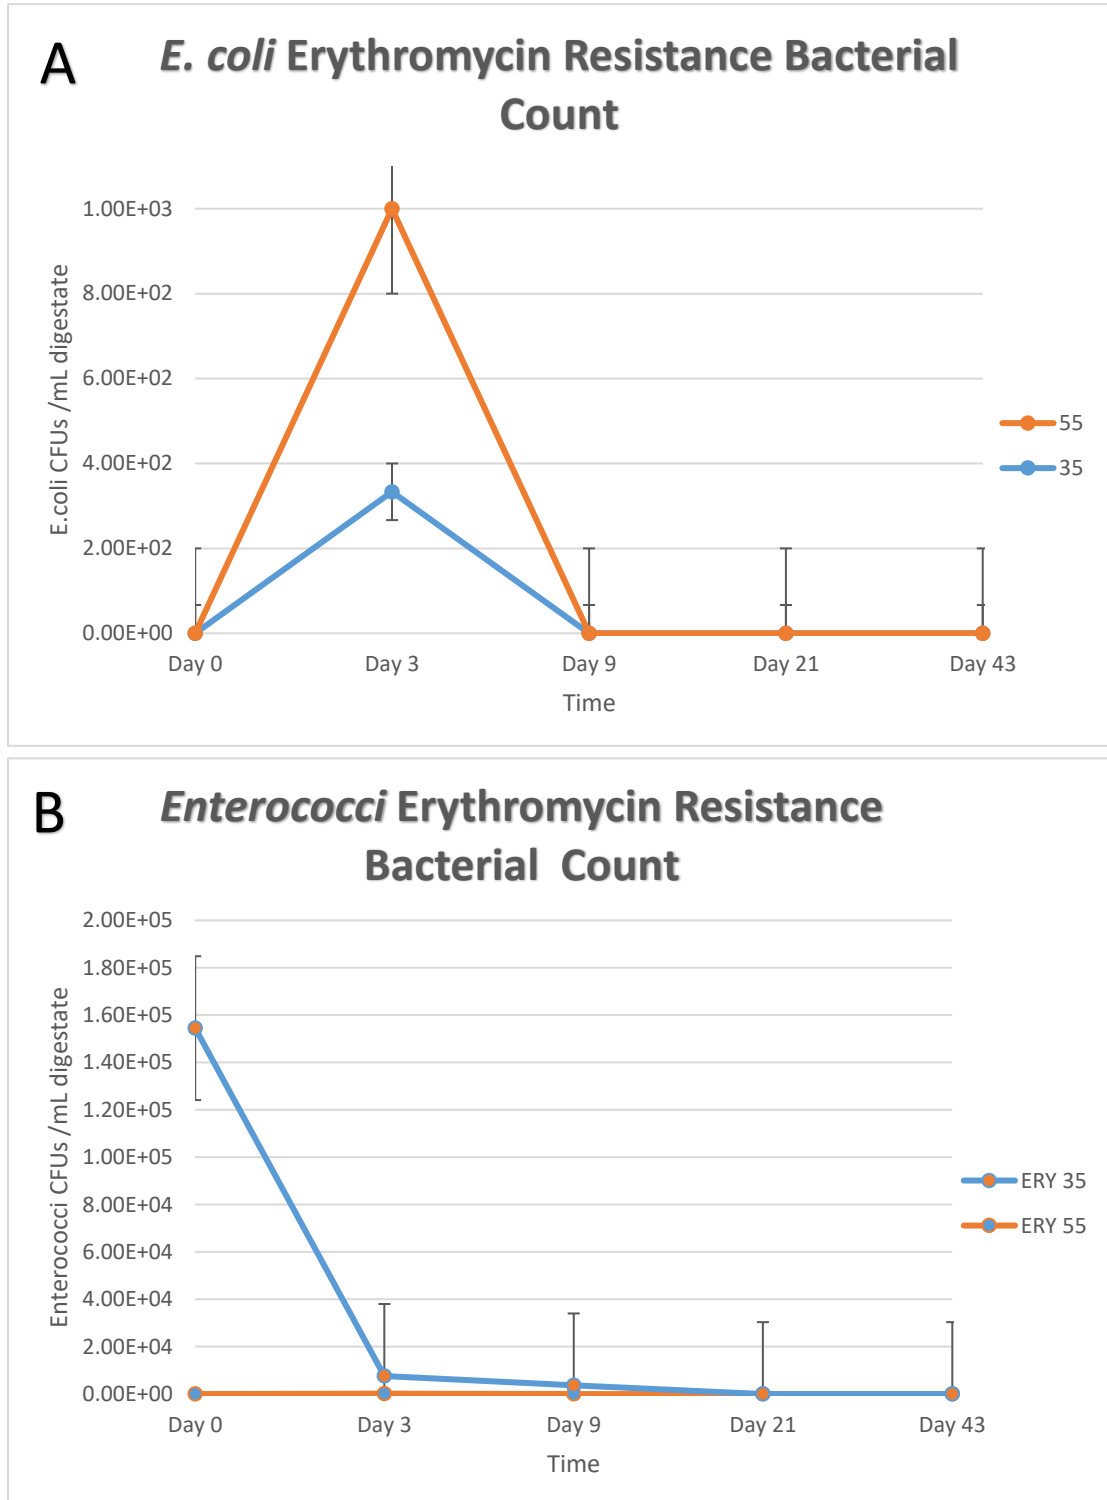 A
E. coli Erythromycin Resistance Bacterial
Count
1.00E+03
8.00E+02
6.00E+02
4.00E+02
2.00E+02
0.00E+00
E.coli CFUs /mL digestate
Day 0 Day 3 Day 9 Day 21 Day 43
Time
55
35
B
Enterococci Erythromycin Resistance
Bacterial Count
2.00E+05
1.80E+05
1.60E+05
1.40E+05
1.20E+05
1.00E+05
8.00E+04
6.00E+04
4.00E+04
2.00E+04
0.00E+00
Enterococci CFUs /mL digestate
Day 0 Day 3 Day 9 Day 21 Day 43
Time
ERY 35
ERY 55